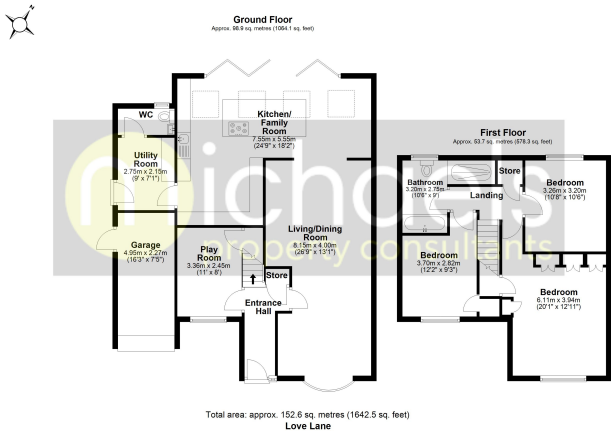 N
Ground Floor
Approx. 98.9 sq. metres (1064.1 sq. feet)
WC
Kitchen/
Family
Room
7.55m x 5.55m
(24'9" x 18'2")
Utility
Room
2.75m x 2.15m
(9' x 7'1")
Garage
4.95m x 2.27m
(16'3" x 7'5")
Play
Room
3.36m x 2.45m
(11' x 8')
Living/Dining
Room
8.15m x 4.00m
(26'9" x 13'1")
Store
Entrance
Hall
First Floor
Approx. 53.7 sq. metres (578.3 sq. feet)
Bathroom
3.20m x 2.75m
(10'6" x 9')
Store
Landing
Bedroom
3.26m x 3.20m
(10'8" x 10'6")
Bedroom
3.70m x 2.82m
(12'2" x 9'3")
Bedroom
6.11m x 3.94m
(20'1" x 12'11")
michaels
property consultants
Total area: approx. 152.6 sq. metres (1642.5 sq. feet)
Love Lane